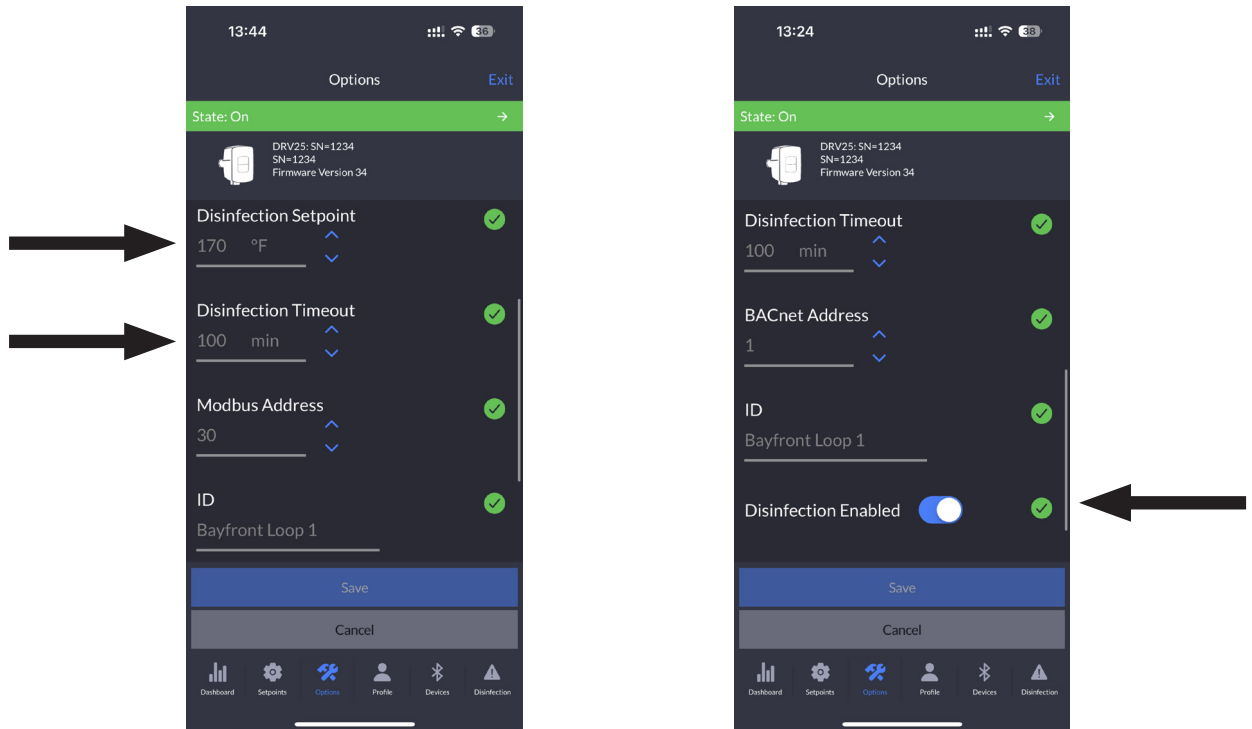 13:44
36
Options
Exit
State: On
DRV25: SN=1234
SN=1234
Firmware Version 34
Disinfection Setpoint
170 °F
Disinfection Timeout
100 min
Modbus Address
30
ID
Bayfront Loop 1
Save
Cancel
Dashboard
Setpoints
Options
Profile
Devices
Disinfection
13:24
38
Options
Exit
State: On
DRV25: SN=1234
SN=1234
Firmware Version 34
Disinfection Timeout
100 min
BACnet Address
1
ID
Bayfront Loop 1
Disinfection Enabled
Save
Cancel
Dashboard
Setpoints
Options
Profile
Devices
Disinfection